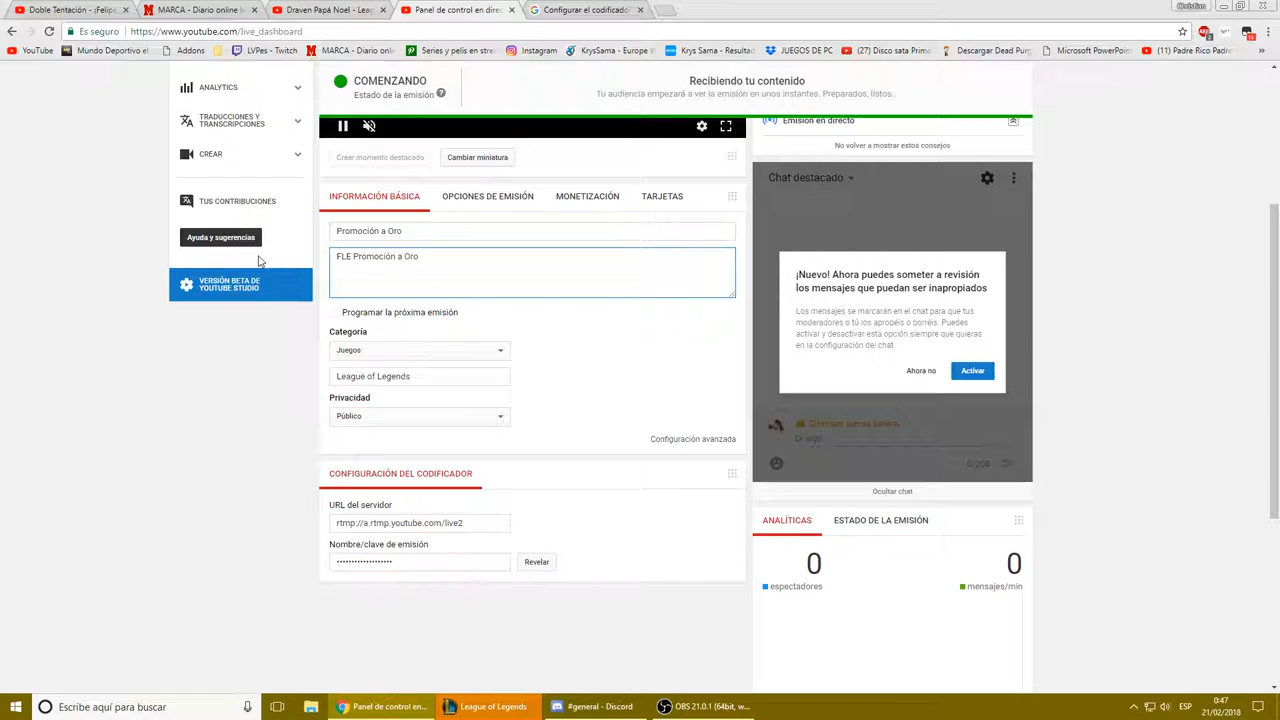 Doble Tentación - ¿Felipe
MARCA - Diario online l
Draven Papá Noel - Leag
Panel de control en direc
Configurar el codificado
Christian
Es seguro https://www.youtube.com/live_dashboard
YouTube
Mundo Deportivo el
Addons
LVPes - Twitch
MARCA - Diario onlin
Series y pelis en stre
Instagram
KrysSama - Europe W
Krys Sama - Resultad
JUEGOS DE PC
(27) Disco sata Prima
Descargar Dead Purg
Microsoft PowerPoint
(11) Padre Rico Padre
ANALYTICS
TRADUCCIONES Y
TRANSCRIPCIONES
CREAR
TUS CONTRIBUCIONES
Ayuda y sugerencias
VERSIÓN BETA DE
YOUTUBE STUDIO
COMENZANDO
Estado de la emisión
Recibiendo tu contenido
Tu audiencia empezará a ver la emisión en unos instantes. Preparados, listos...
Crear momento destacado
Cambiar miniatura
INFORMACIÓN BÁSICA
OPCIONES DE EMISIÓN
MONETIZACIÓN
TARJETAS
Promoción a Oro
FLE Promoción a Oro
Programar la próxima emisión
Categoría
Juegos
League of Legends
Privacidad
Público
Configuración avanzada
CONFIGURACIÓN DEL CODIFICADOR
URL del servidor
rtmp://a.rtmp.youtube.com/live2
Nombre/clave de emisión
Revelar
Emisión en directo
No volver a mostrar estos consejos
Chat destacado
¡Nuevo! Ahora puedes someter a revisión
los mensajes que puedan ser inapropiados
Los mensajes se marcarán en el chat para que tus
moderadores o tú los aprobéis o borréis. Puedes
activar y desactivar esta opción siempre que quieras
en la configuración del chat.
Ahora no
Activar
Di algo
0/200
Ocultar chat
ANALÍTICAS
ESTADO DE LA EMISIÓN
0
espectadores
0
mensajes/min
Escribe aquí para buscar
Panel de control en...
League of Legends
#general - Discord
OBS 21.0.1 (64bit, w...
ESP
0:47
21/02/2018